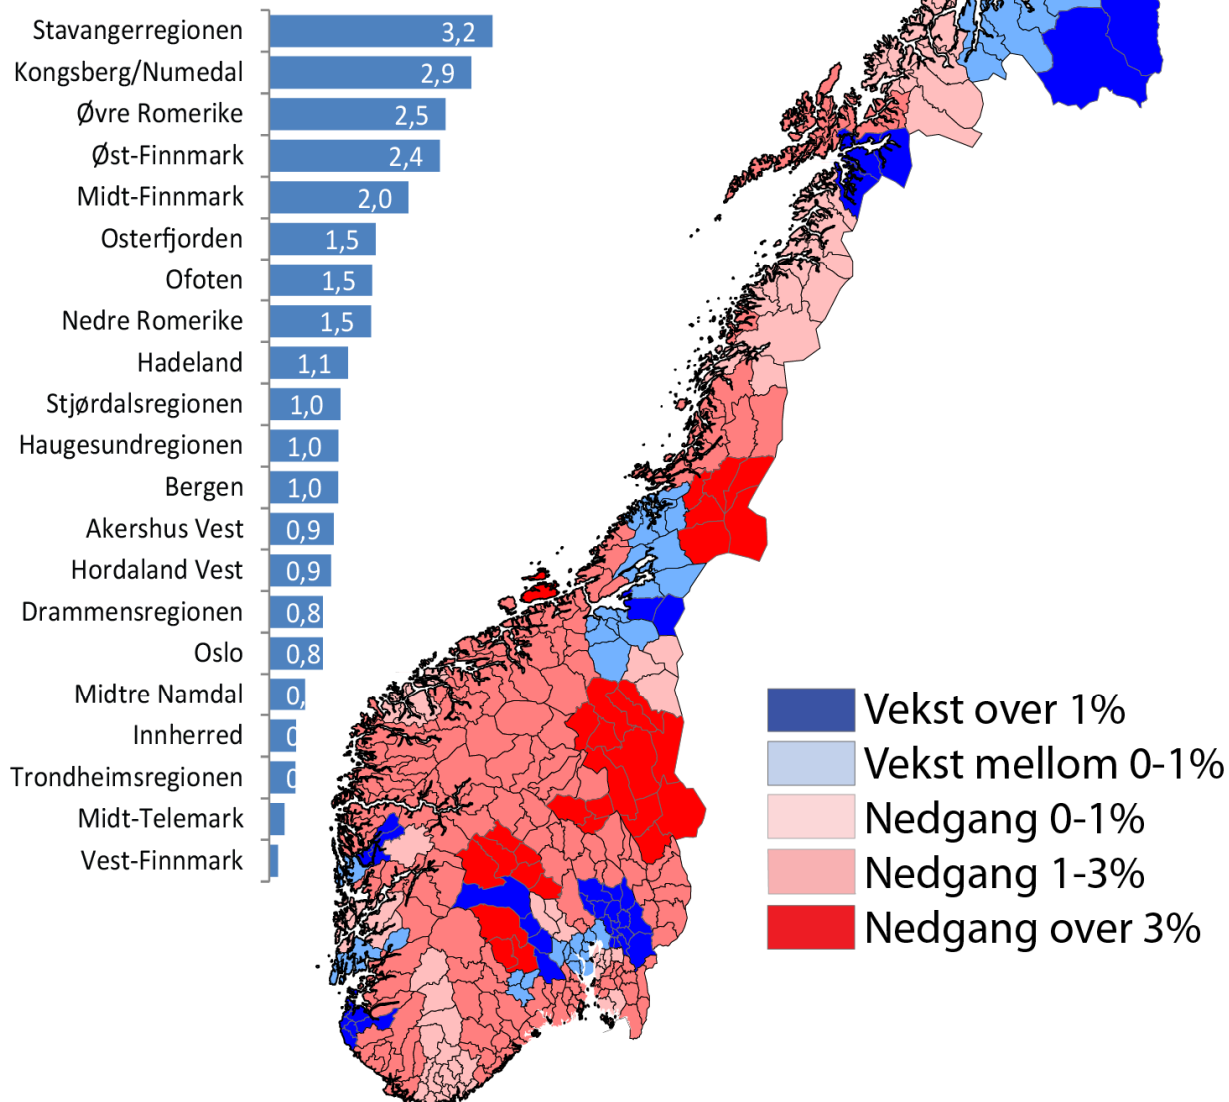 Stavangerregionen 3,2
Kongsberg/Numedal 2,9
Øvre Romerike 2,5
Øst-Finnmark 2,4
Midt-Finnmark 2,0
Osterfjorden 1,5
Ofoten 1,5
Nedre Romerike 1,5
Hadeland 1,1
Stjørdalsregionen 1,0
Haugesundregionen 1,0
Bergen 1,0
Akershus Vest 0,9
Hordaland Vest 0,9
Drammensregionen 0,8
Oslo 0,8
Midtre Namdal 0,
Innherred 0
Trondheimsregionen 0
Midt-Telemark
Vest-Finnmark
Vekst over 1%
Vekst mellom 0-1%
Nedgang 0-1%
Nedgang 1-3%
Nedgang over 3%